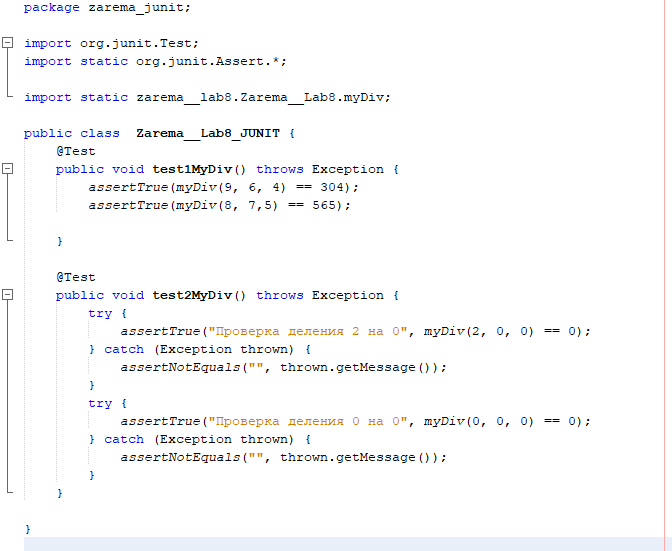 package zarema_junit;
import org.junit.Test;
import static org.junit.Assert.*;
import static zarema__lab8.Zarema__Lab8.myDiv;
public class  Zarema__Lab8_JUNIT {
@Test
public void test1MyDiv() throws Exception {
assertTrue(myDiv(9, 6, 4) == 304);
assertTrue(myDiv(8, 7,5) == 565);
}
@Test
public void test2MyDiv() throws Exception {
try {
assertTrue("Проверка деления 2 на 0", myDiv(2, 0, 0) == 0);
} catch (Exception thrown) {
assertNotEquals("", thrown.getMessage());
}
try {
assertTrue("Проверка деления 0 на 0", myDiv(0, 0, 0) == 0);
} catch (Exception thrown) {
assertNotEquals("", thrown.getMessage());
}
}
}